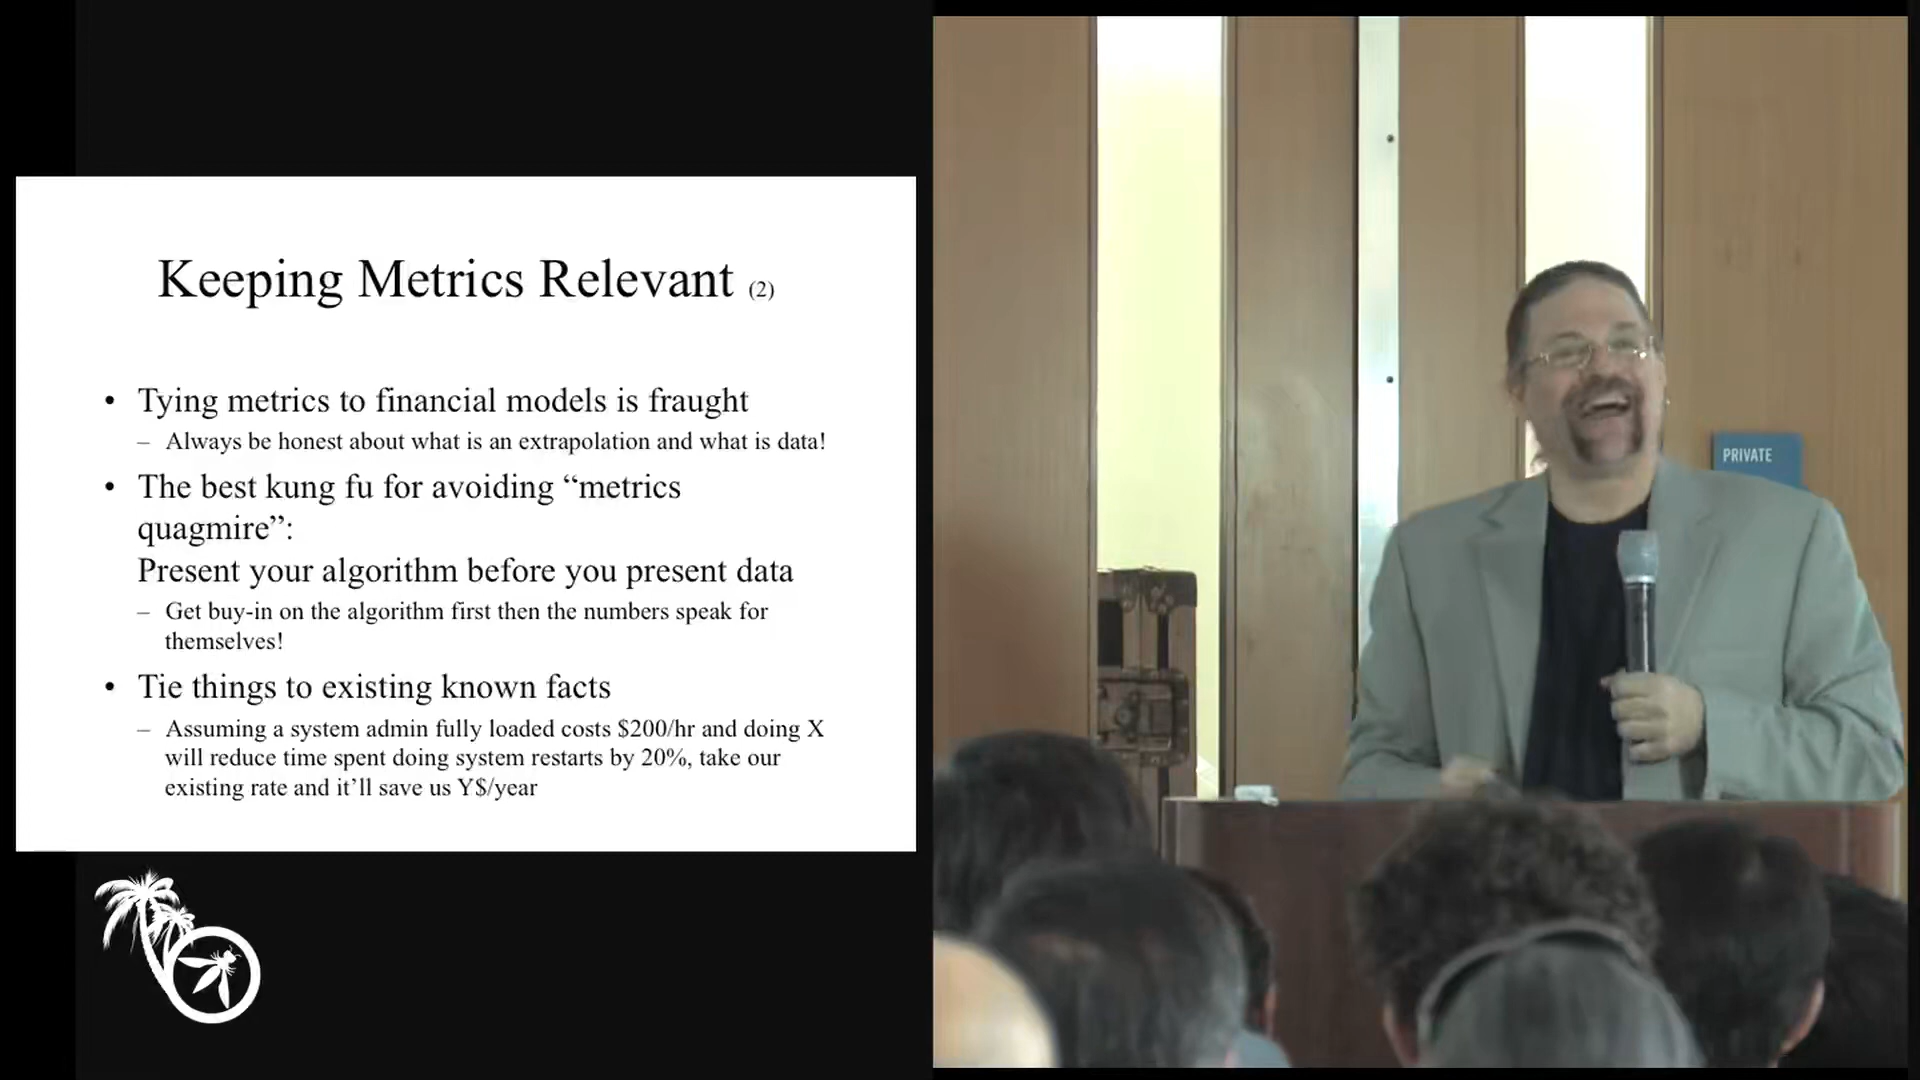 Keeping Metrics Relevant (2)
• Tying metrics to financial models is fraught
– Always be honest about what is an extrapolation and what is data!
• The best kung fu for avoiding “metrics
quagmire”:
Present your algorithm before you present data
– Get buy-in on the algorithm first then the numbers speak for
themselves!
• Tie things to existing known facts
– Assuming a system admin fully loaded costs $200/hr and doing X
will reduce time spent doing system restarts by 20%, take our
existing rate and it’ll save us Y$/year
PRIVATE